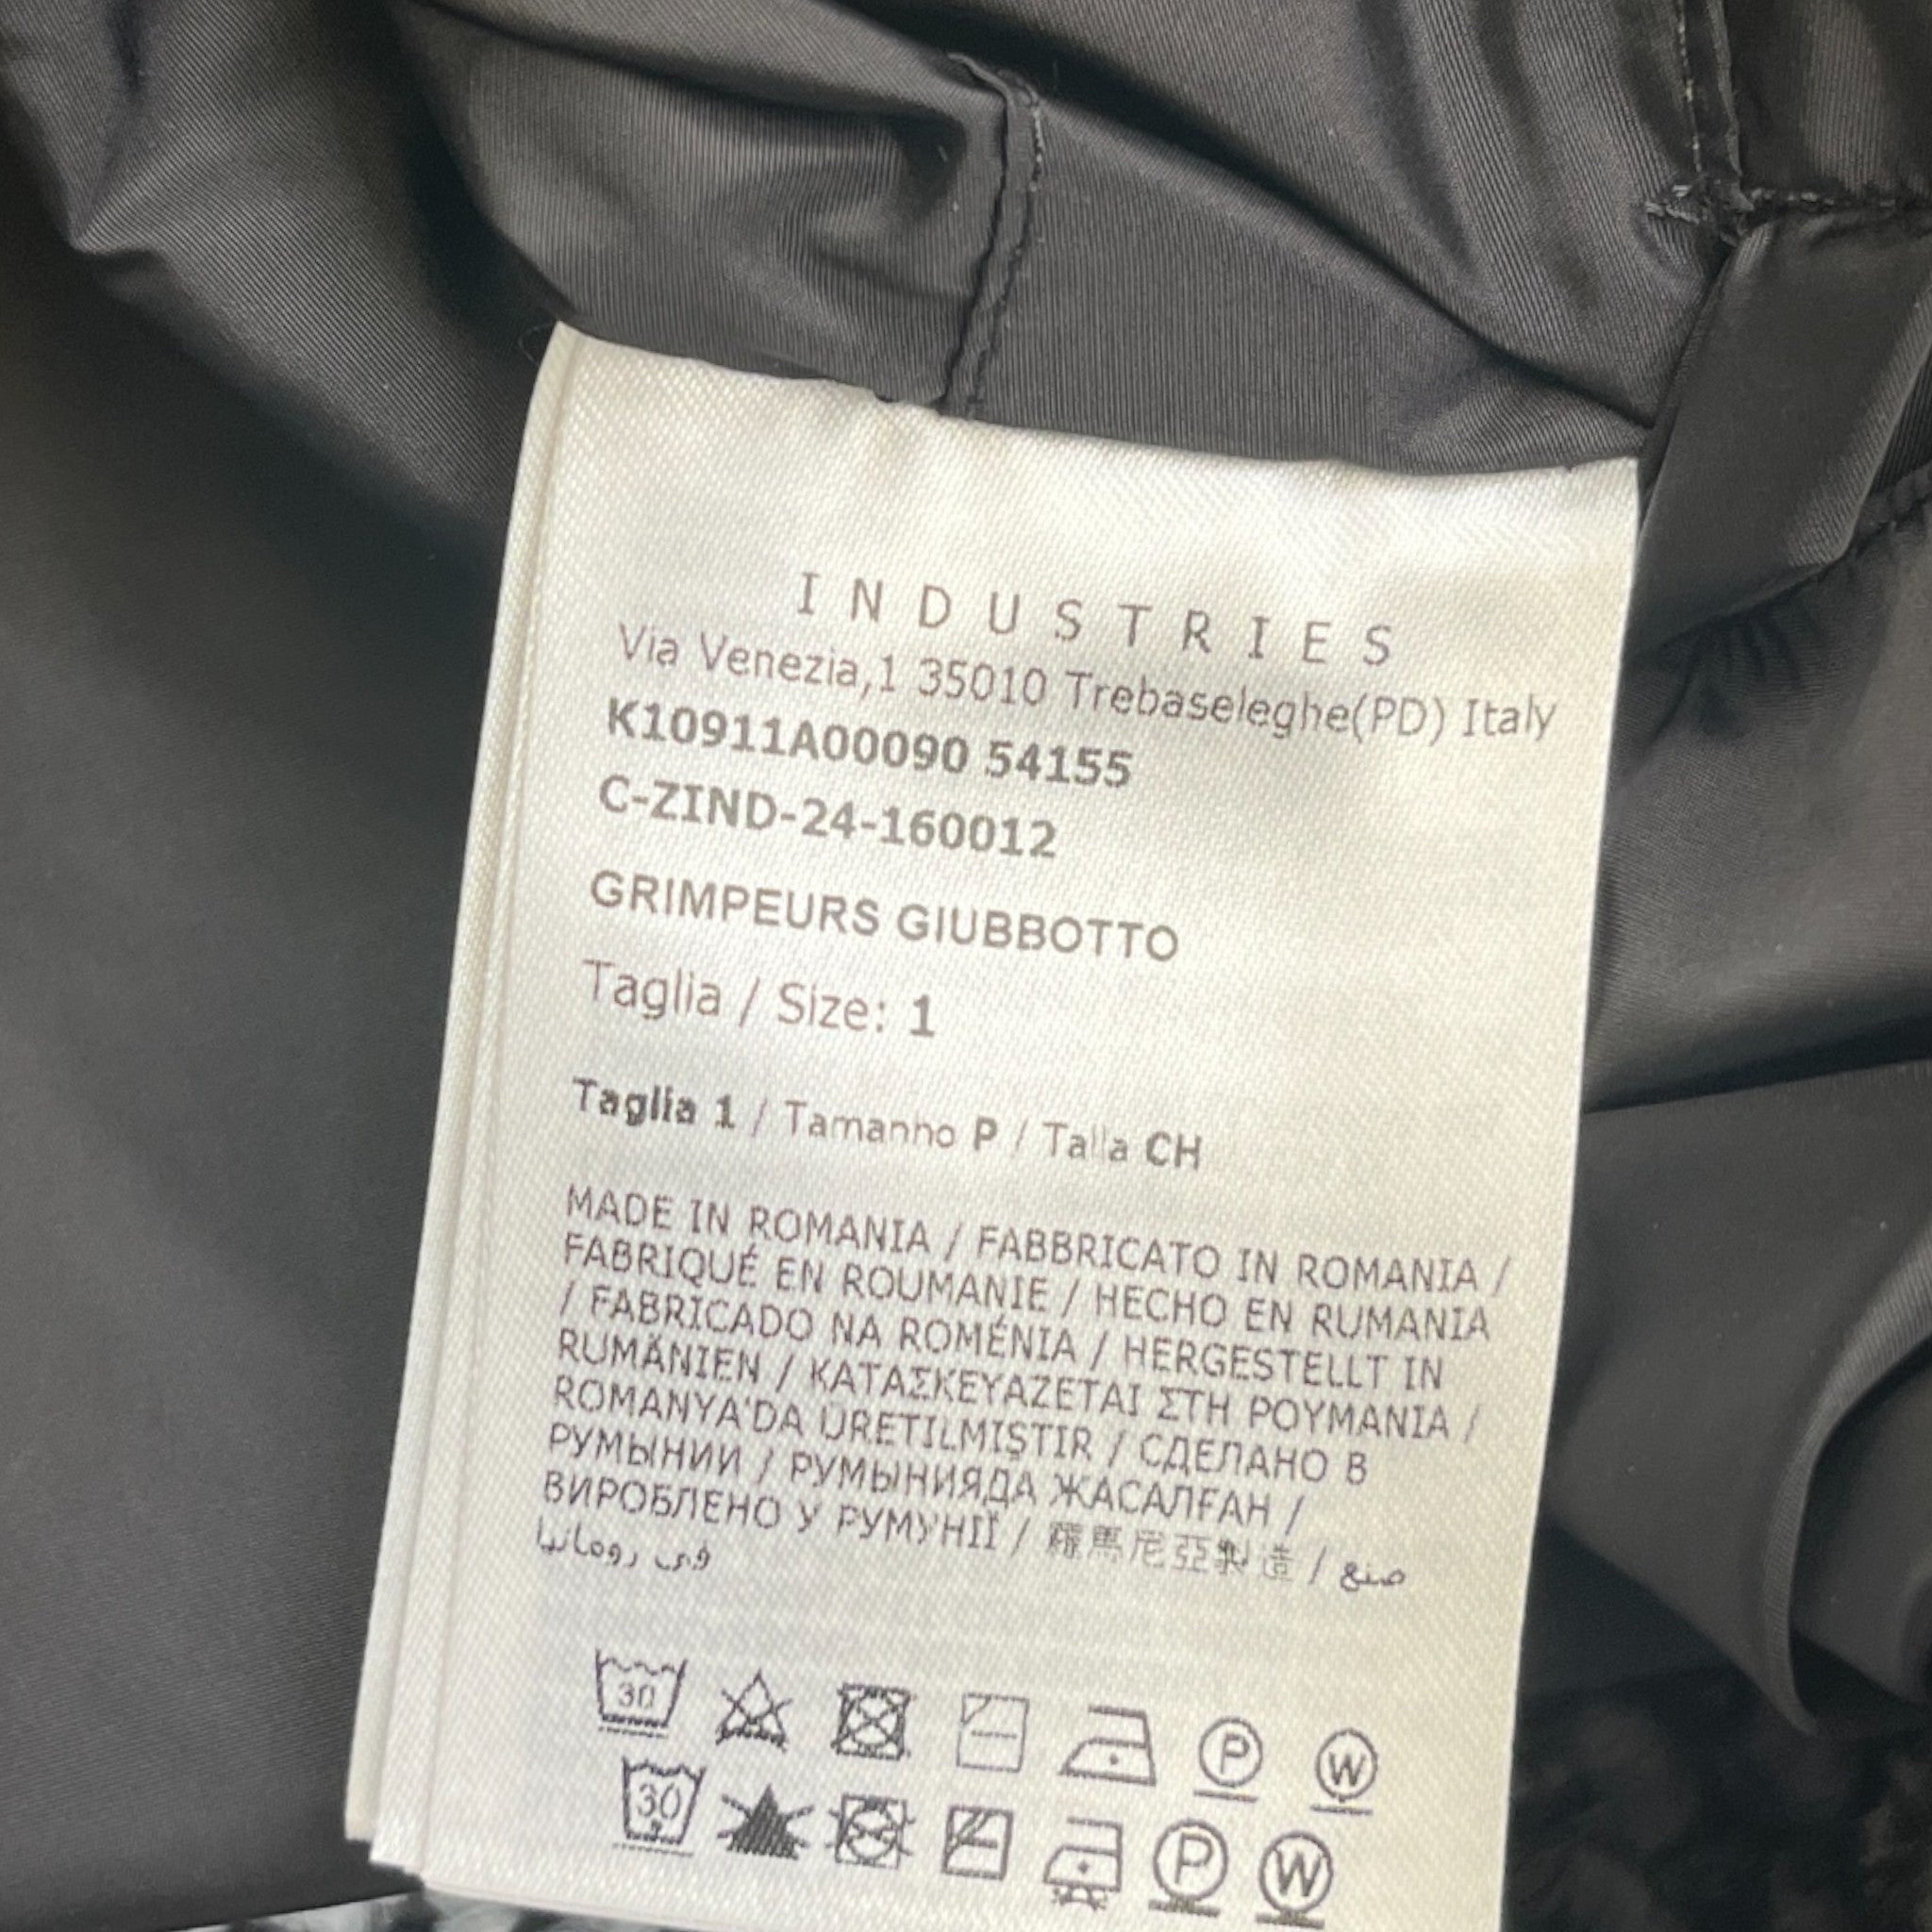 INDUSTRIES
Via Venezia,1 35010 Trebaseleghe(PD) Italy
K10911A00090 54155
C-ZIND-24-160012
GRIMPEURS GIUBBOTTO
Taglia / Size: 1
Taglia 1 / Tamanho P / Talla CH
MADE IN ROMANIA / FABBRICATO IN ROMANIA /
FABRIQUÉ EN ROUMANIE / HECHO EN RUMANIA
/ FABRICADO NA ROMÉNIA / HERGESTELLT IN
RUMÄNIEN / ΚΑΤΑΣΚΕΥΑΖΕΤΑΙ ΣΤΗ ΡΟΥΜΑΝΙΑ /
ROMANYA'DA ÜRETILMIŞTIR / СДЕЛАНО В
РУМЫНИИ / РУМЫНИЯДА ЖАСАЛҒАН /
ВИРОБЛЕНО У РУМУНІЇ / 羅馬尼亞製造 / صنع
في رومانيا
30 P W
30 P W